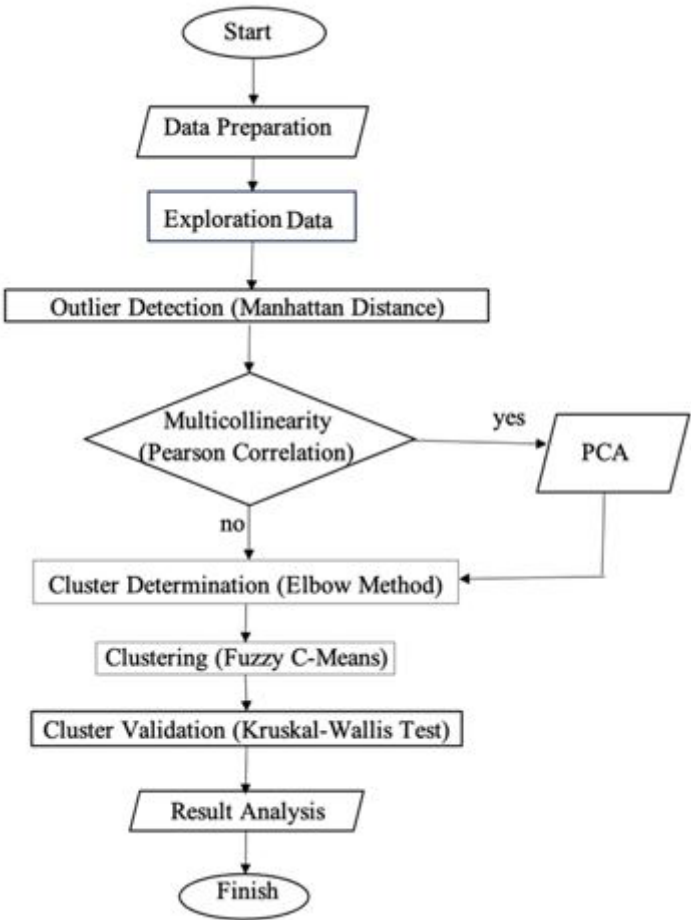 Start
Data Preparation
Exploration Data
Outlier Detection (Manhattan Distance)
Multicollinearity
(Pearson Correlation)
yes
PCA
no
Cluster Determination (Elbow Method)
Clustering (Fuzzy C-Means)
Cluster Validation (Kruskal-Wallis Test)
Result Analysis
Finish